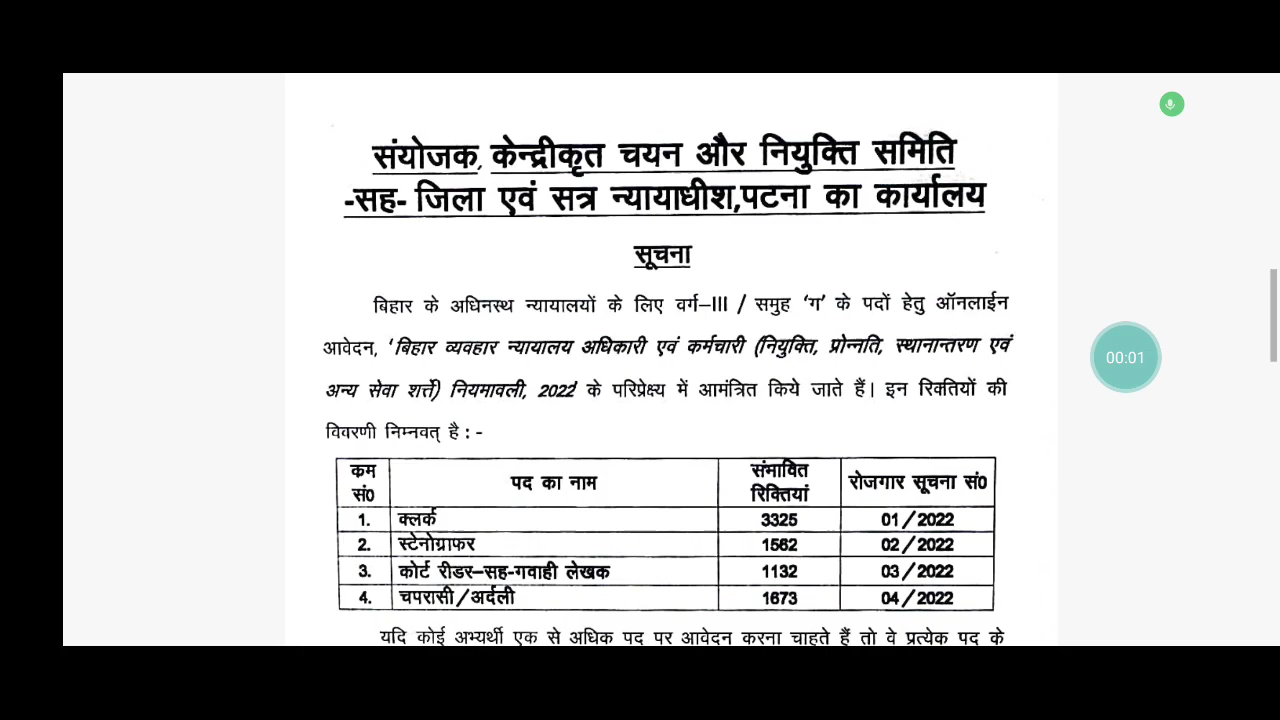 संयोजक, केन्द्रीकृत चयन और नियुक्ति समिति
-सह- जिला एवं सत्र न्यायाधीश,पटना का कार्यालय
सूचना
बिहार के अधिनस्थ न्यायालयों के लिए वर्ग–III / समुह ‘ग’ के पदों हेतु ऑनलाईन
आवेदन, ‘बिहार व्यवहार न्यायालय अधिकारी एवं कर्मचारी (नियुक्ति, प्रोन्नति, स्थानान्तरण एवं
अन्य सेवा शर्त्ते) नियमावली, 2022’ के परिप्रेक्ष्य में आमंत्रित किये जाते हैं। इन रिक्तियों की
विवरणी निम्नवत् है : -
कम सं0 पद का नाम संभावित रिक्तियां रोजगार सूचना सं0
1. क्लर्क 3325 01/2022
2. स्टेनोग्राफर 1562 02/2022
3. कोर्ट रीडर–सह-गवाही लेखक 1132 03/2022
4. चपरासी/अर्दली 1673 04/2022
यदि कोई अभ्यर्थी एक से अधिक पद पर आवेदन करना चाहते हैं तो वे प्रत्येक पद के
00:01